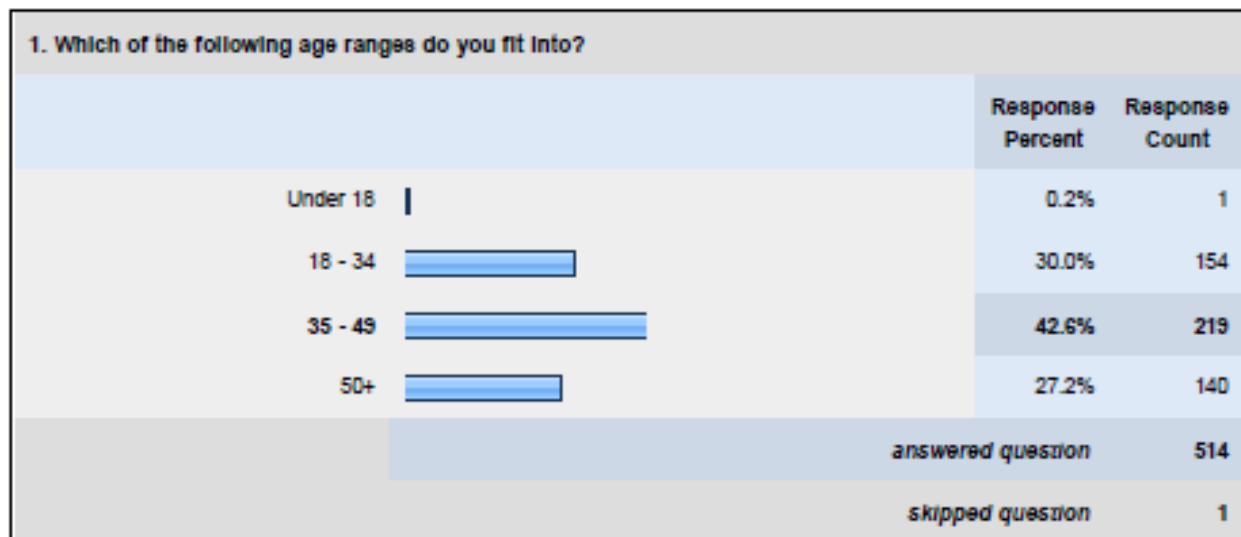 1. Which of the following age ranges do you fit into?
Response Percent Response Count
Under 18 0.2% 1
18 - 34 30.0% 154
35 - 49 42.6% 219
50+ 27.2% 140
answered question 514
skipped question 1